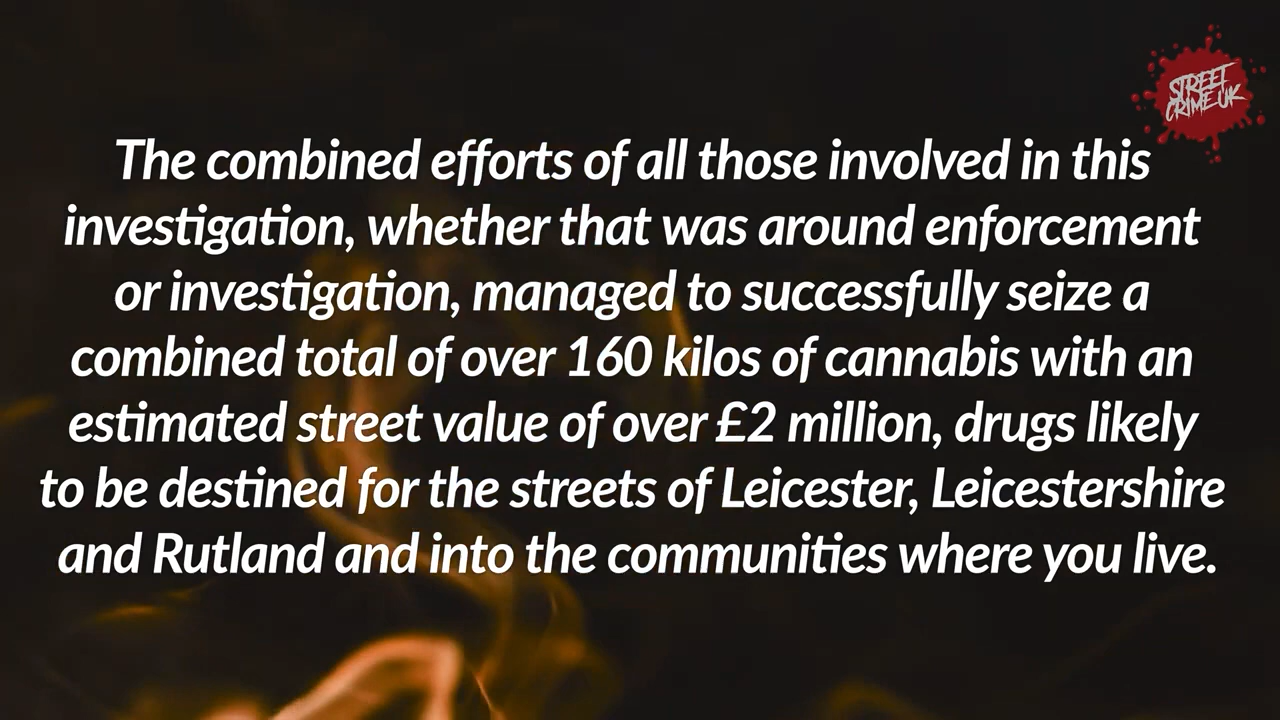 STREET
CRIME UK
The combined efforts of all those involved in this
investigation, whether that was around enforcement
or investigation, managed to successfully seize a
combined total of over 160 kilos of cannabis with an
estimated street value of over £2 million, drugs likely
to be destined for the streets of Leicester, Leicestershire
and Rutland and into the communities where you live.